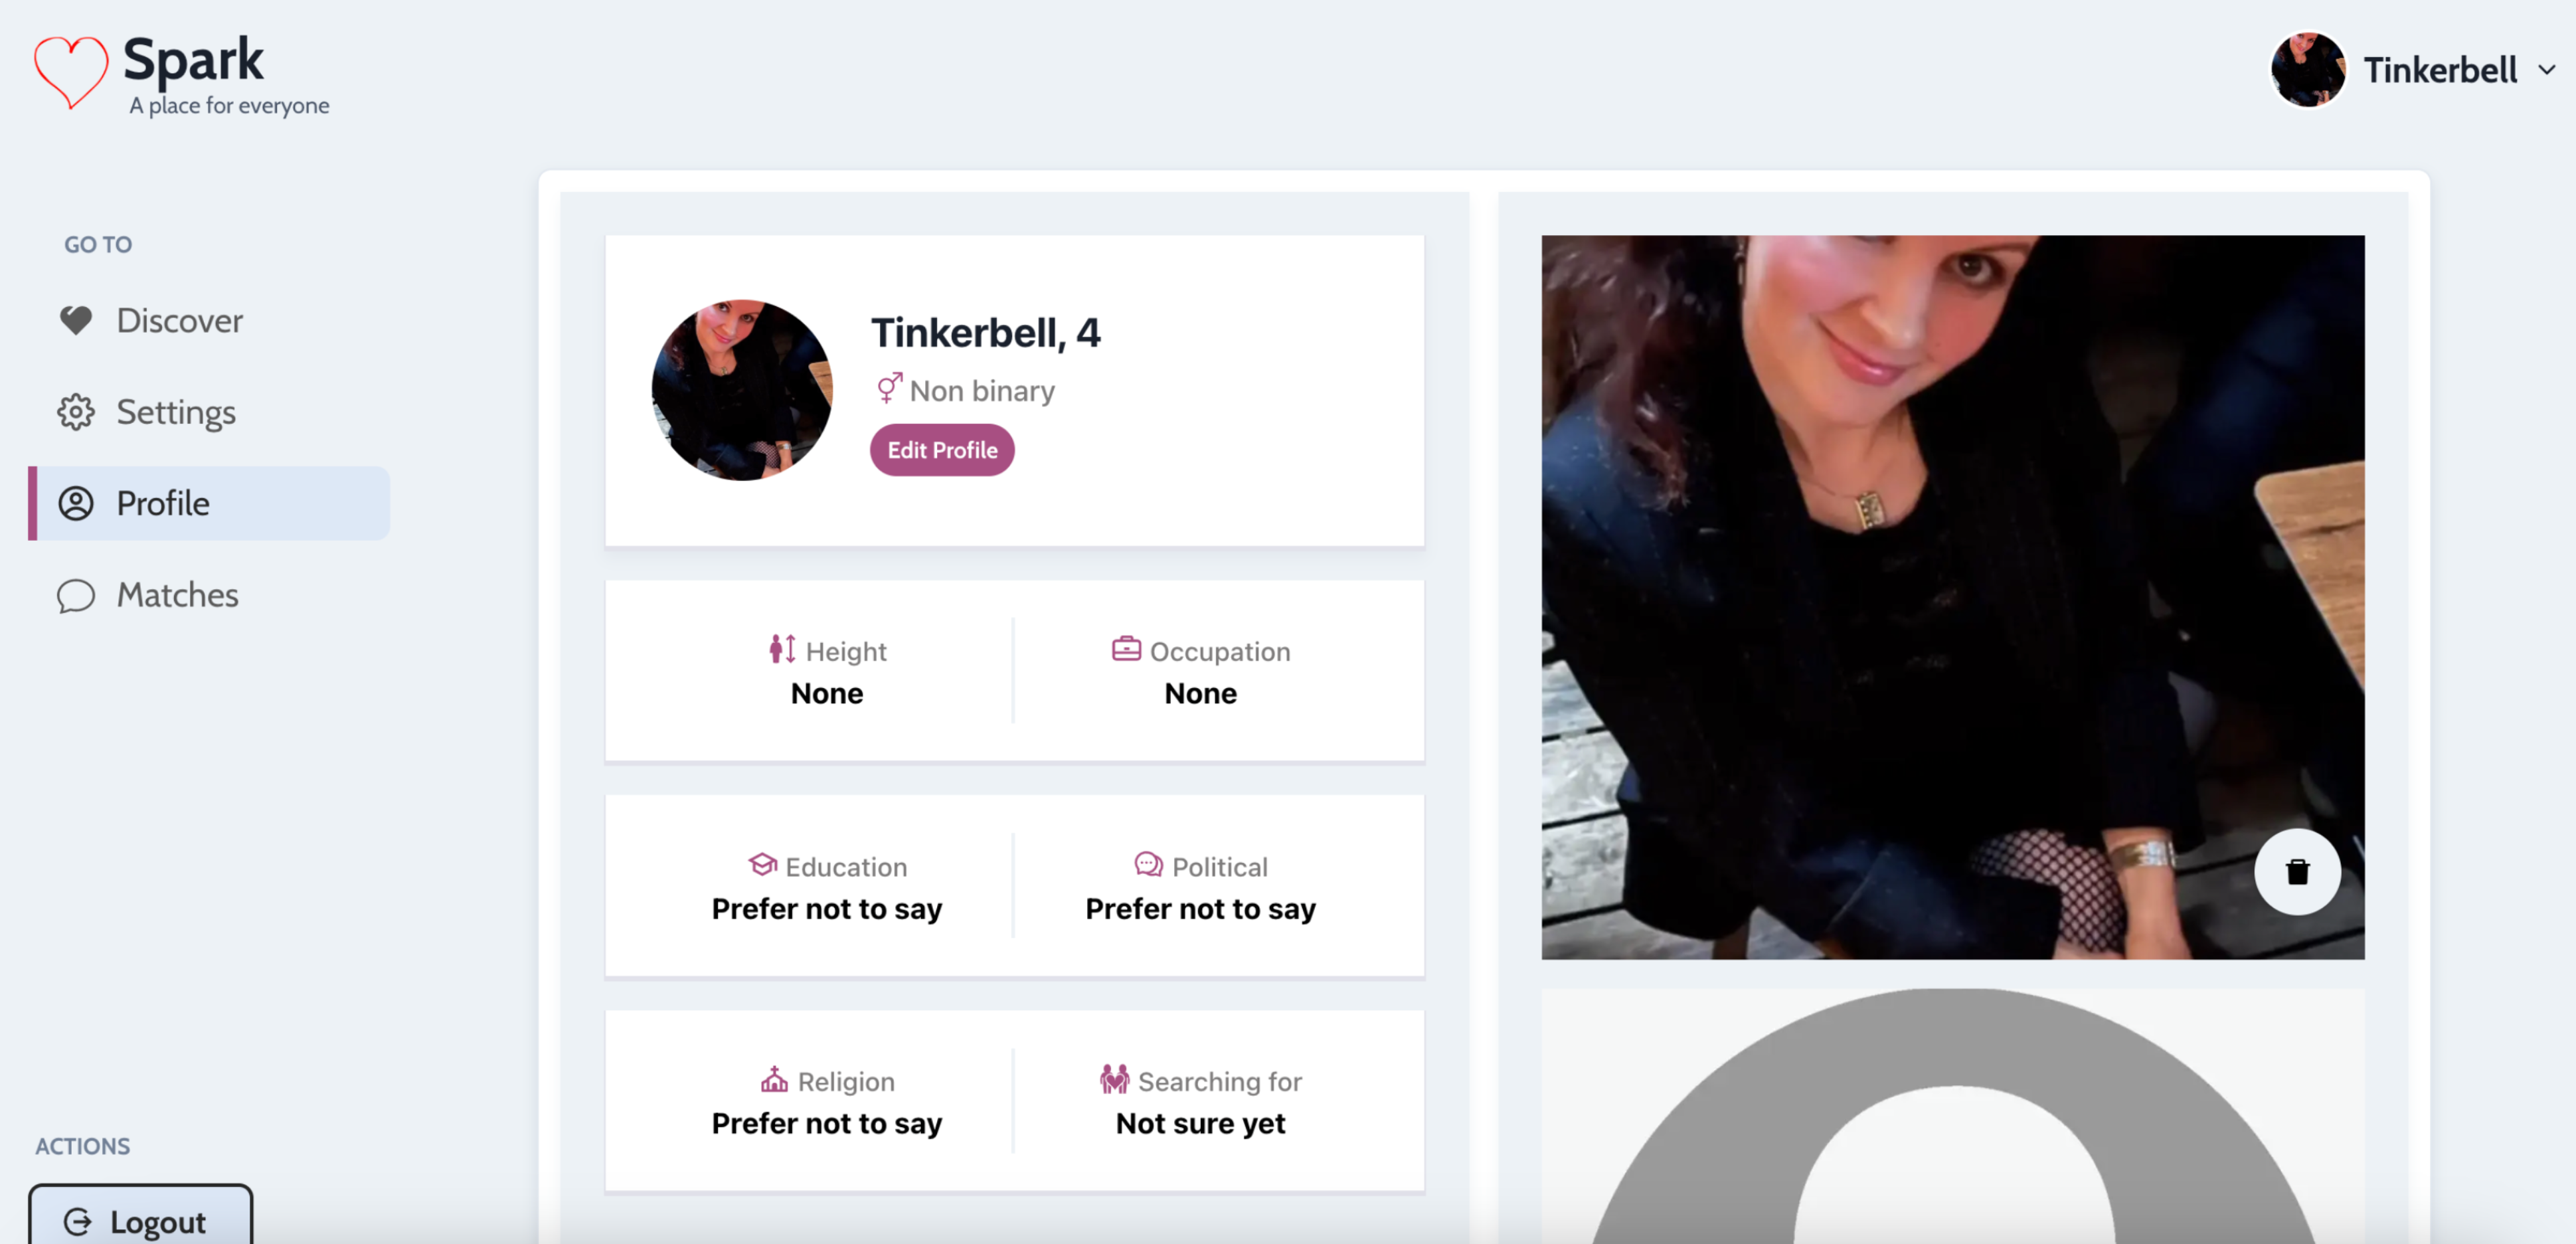 Spark
A place for everyone
Tinkerbell
GO TO
Discover
Settings
Profile
Matches
ACTIONS
Logout
Tinkerbell, 4
Non binary
Edit Profile
Height
None
Occupation
None
Education
Prefer not to say
Political
Prefer not to say
Religion
Prefer not to say
Searching for
Not sure yet